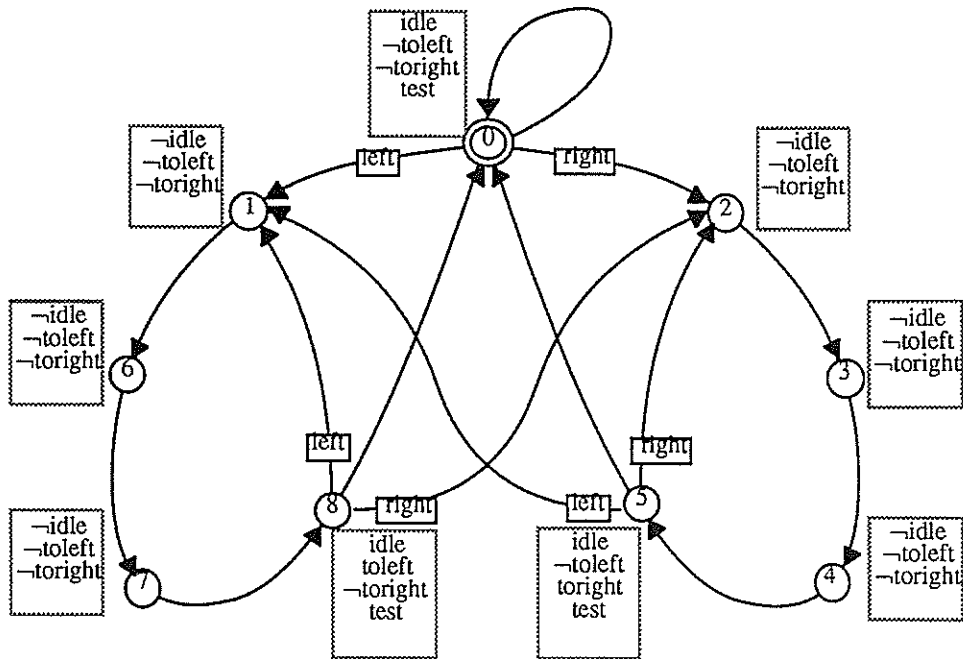 idle
¬toleft
¬toright
test
0
¬idle
¬toleft
¬toright
left
right
¬idle
¬toleft
¬toright
1
2
¬idle
¬toleft
¬toright
6
3
¬idle
¬toleft
¬toright
left
right
8
right
left
5
¬idle
¬toleft
¬toright
7
idle
toleft
¬toright
test
idle
¬toleft
toright
test
4
¬idle
¬toleft
¬toright